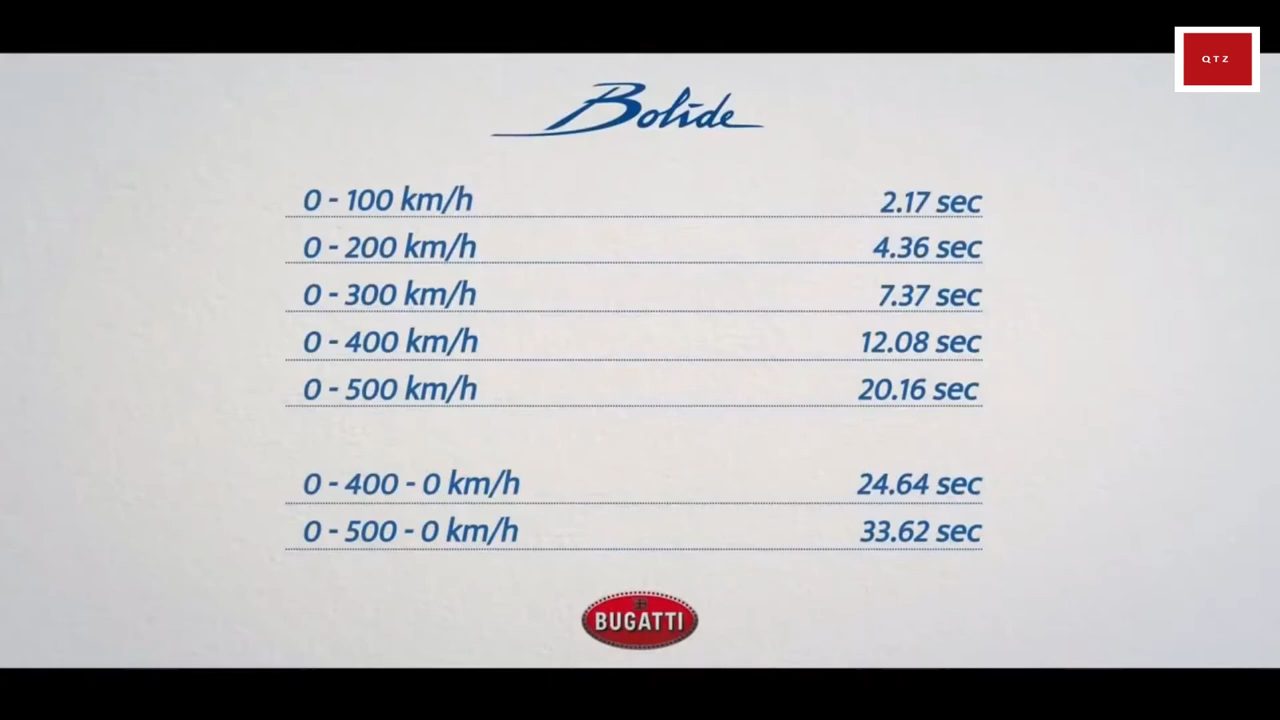 QTZ
Bolide
0 - 100 km/h 2.17 sec
0 - 200 km/h 4.36 sec
0 - 300 km/h 7.37 sec
0 - 400 km/h 12.08 sec
0 - 500 km/h 20.16 sec
0 - 400 - 0 km/h 24.64 sec
0 - 500 - 0 km/h 33.62 sec
BUGATTI